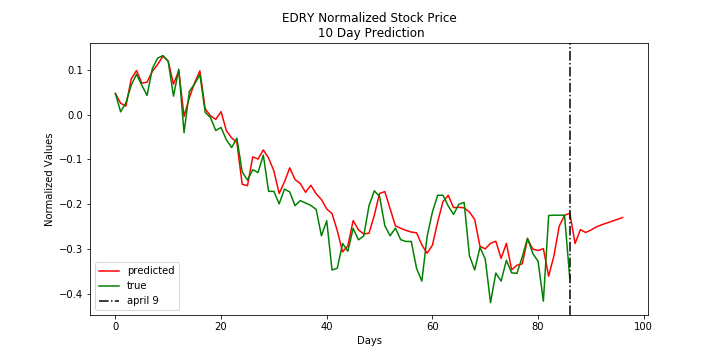 EDRY Normalized Stock Price
10 Day Prediction
Normalized Values
0.1
0.0
−0.1
−0.2
−0.3
−0.4
predicted
true
april 9
0
20
40
60
80
100
Days